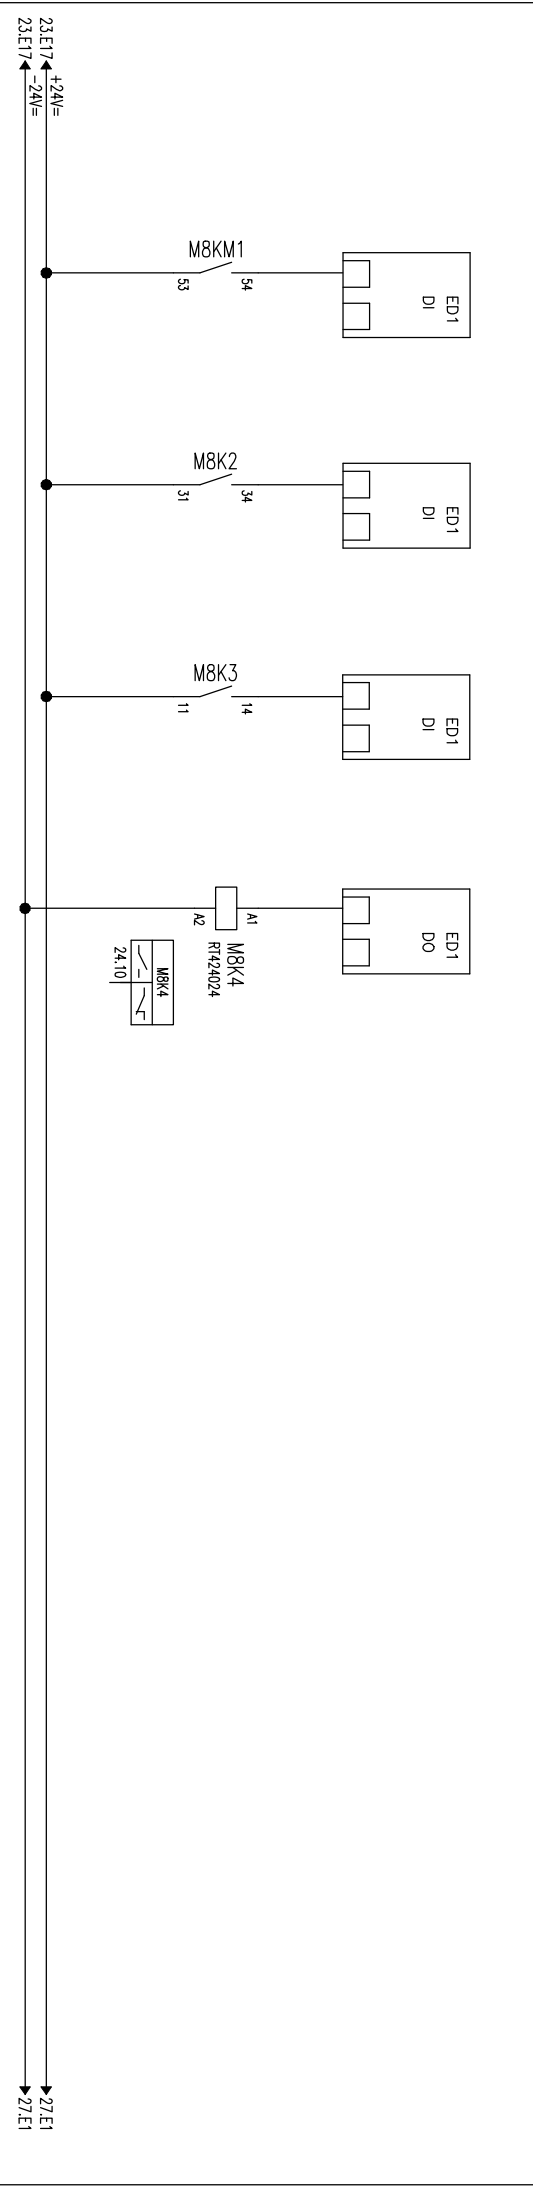 23.E17
+24V=
23.E17
-24V=
ED1
DI
M8KM1
54
53
ED1
DI
M8K2
34
31
ED1
DI
M8K3
14
11
ED1
DO
A1
A2
M8K4
RT424024
M8K4
24.10
27.E1
27.E1